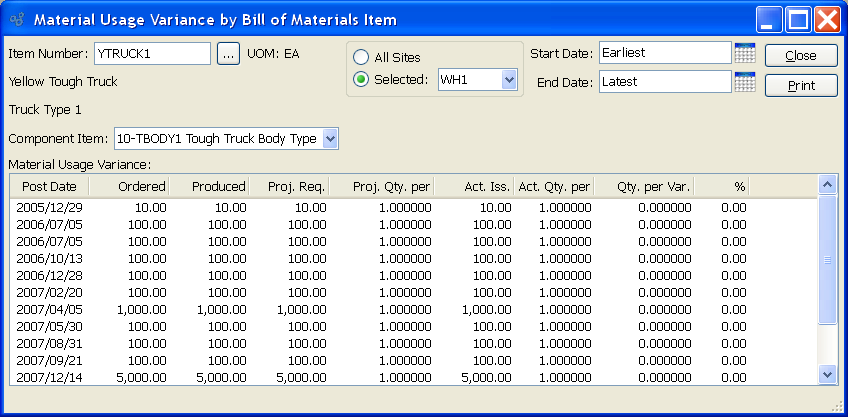 Material Usage Variance by Bill of Materials Item
Item Number: YTRUCK1 ... UOM: EA
All Sites
Selected: WH1
Start Date: Earliest
End Date: Latest
Close
Print
Yellow Tough Truck
Truck Type 1
Component Item: 10-TBODY1 Tough Truck Body Type
Material Usage Variance:
Post Date Ordered Produced Proj. Req. Proj. Qty. per Act. Iss. Act. Qty. per Qty. per Var. %
2005/12/29 10.00 10.00 10.00 1.000000 10.00 1.000000 0.000000 0.00
2006/07/05 100.00 100.00 100.00 1.000000 100.00 1.000000 0.000000 0.00
2006/07/05 100.00 100.00 100.00 1.000000 100.00 1.000000 0.000000 0.00
2006/10/13 100.00 100.00 100.00 1.000000 100.00 1.000000 0.000000 0.00
2006/12/28 100.00 100.00 100.00 1.000000 100.00 1.000000 0.000000 0.00
2007/02/20 100.00 100.00 100.00 1.000000 100.00 1.000000 0.000000 0.00
2007/04/05 1,000.00 1,000.00 1,000.00 1.000000 1,000.00 1.000000 0.000000 0.00
2007/05/30 100.00 100.00 100.00 1.000000 100.00 1.000000 0.000000 0.00
2007/08/31 100.00 100.00 100.00 1.000000 100.00 1.000000 0.000000 0.00
2007/09/21 100.00 100.00 100.00 1.000000 100.00 1.000000 0.000000 0.00
2007/12/14 5,000.00 5,000.00 5,000.00 1.000000 5,000.00 1.000000 0.000000 0.00